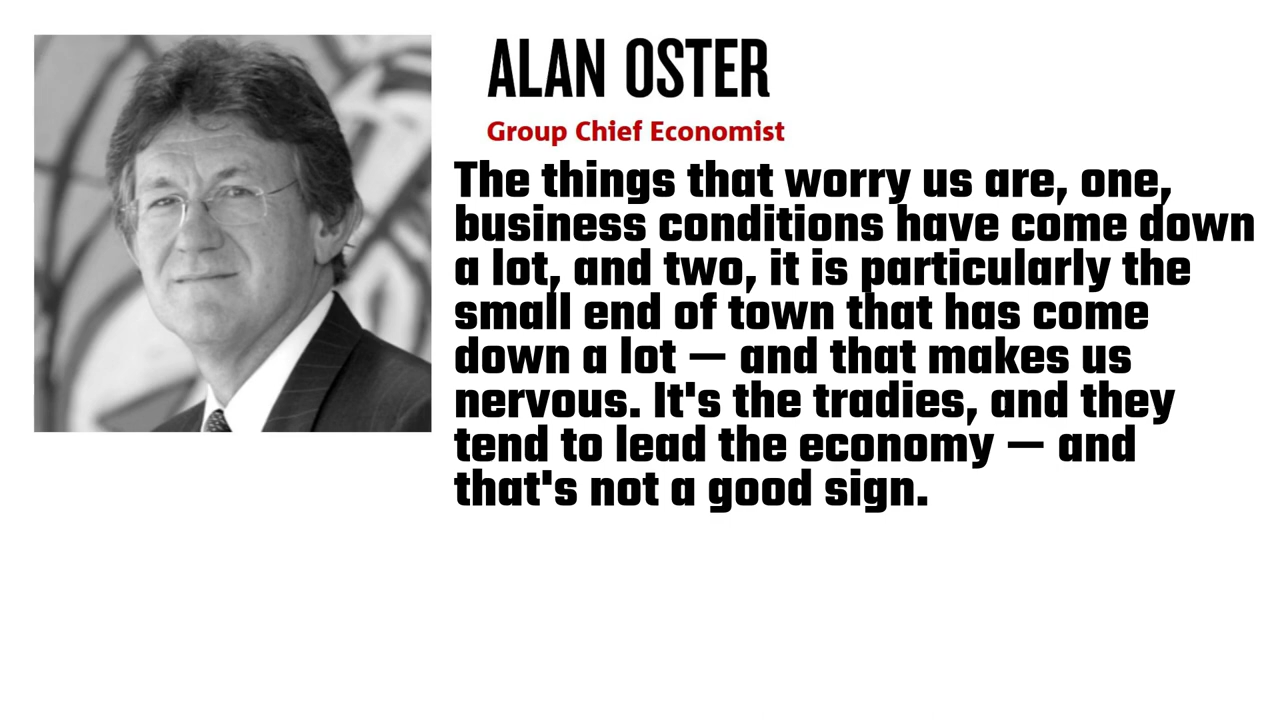 ALAN OSTER
Group Chief Economist
The things that worry us are, one,
business conditions have come down
a lot, and two, it is particularly the
small end of town that has come
down a lot — and that makes us
nervous. It's the tradies, and they
tend to lead the economy — and
that's not a good sign.